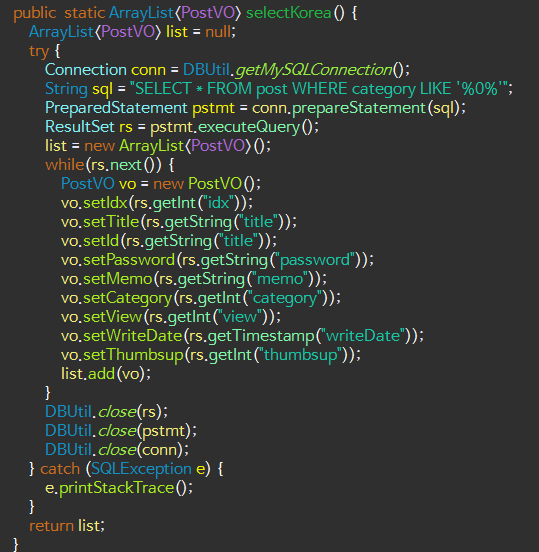 public static ArrayList<PostVO> selectKorea() {
ArrayList<PostVO> list = null;
try {
Connection conn = DBUtil.getMySQLConnection();
String sql = "SELECT * FROM post WHERE category LIKE '%0%'";
PreparedStatement pstmt = conn.prepareStatement(sql);
ResultSet rs = pstmt.executeQuery();
list = new ArrayList<PostVO>();
while(rs.next()) {
PostVO vo = new PostVO();
vo.setIdx(rs.getInt("idx"));
vo.setTitle(rs.getString("title"));
vo.setId(rs.getString("title"));
vo.setPassword(rs.getString("password"));
vo.setMemo(rs.getString("memo"));
vo.setCategory(rs.getInt("category"));
vo.setView(rs.getInt("view"));
vo.setWriteDate(rs.getTimestamp("writeDate"));
vo.setThumbsup(rs.getInt("thumbsup"));
list.add(vo);
}
DBUtil.close(rs);
DBUtil.close(pstmt);
DBUtil.close(conn);
} catch (SQLException e) {
e.printStackTrace();
}
return list;
}